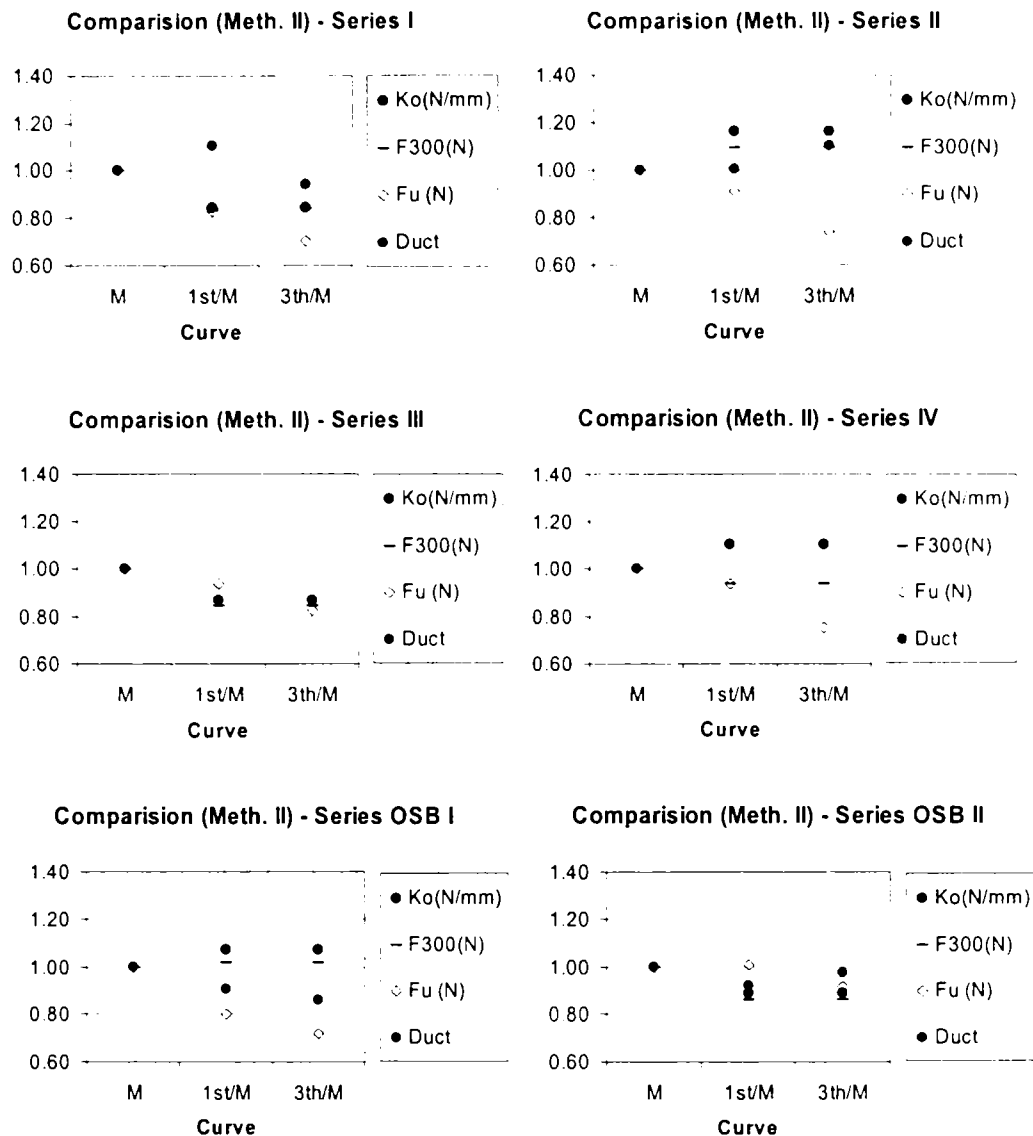 Comparision (Meth. II) - Series I
1.40
1.20
1.00
0.80
0.60
M 1st/M 3th/M
Curve
Ko(N/mm)
F300(N)
Fu (N)
Duct
Comparision (Meth. II) - Series II
1.40
1.20
1.00
0.80
0.60
M 1st/M 3th/M
Curve
Ko(N/mm)
F300(N)
Fu (N)
Duct
Comparision (Meth. II) - Series III
1.40
1.20
1.00
0.80
0.60
M 1st/M 3th/M
Curve
Ko(N/mm)
F300(N)
Fu (N)
Duct
Comparision (Meth. II) - Series IV
1.40
1.20
1.00
0.80
0.60
M 1st/M 3th/M
Curve
Ko(N/mm)
F300(N)
Fu (N)
Duct
Comparision (Meth. II) - Series OSB I
1.40
1.20
1.00
0.80
0.60
M 1st/M 3th/M
Curve
Ko(N/mm)
F300(N)
Fu (N)
Duct
Comparision (Meth. II) - Series OSB II
1.40
1.20
1.00
0.80
0.60
M 1st/M 3th/M
Curve
Ko(N/mm)
F300(N)
Fu (N)
Duct